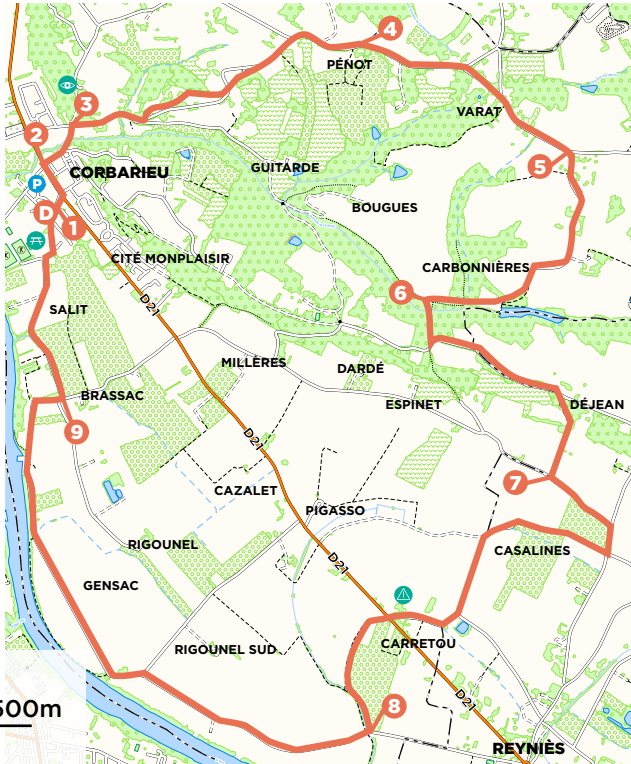 4
PÉNOT
3
VARAT
2
CORBARIEU
GUITARDE
5
P
BOUGUES
D
1
CITÉ MONPLAISIR
CARBONNIÈRES
6
SALIT
D21
MILLÈRES
DARDÉ
BRASSAC
ESPINET
DÉJEAN
9
D21
7
CAZALET
PIGASSO
RIGOUNEL
CASALINES
D21
GENSAC
CARRETOU
RIGOUNEL SUD
D21
8
500m
REYNIÈS